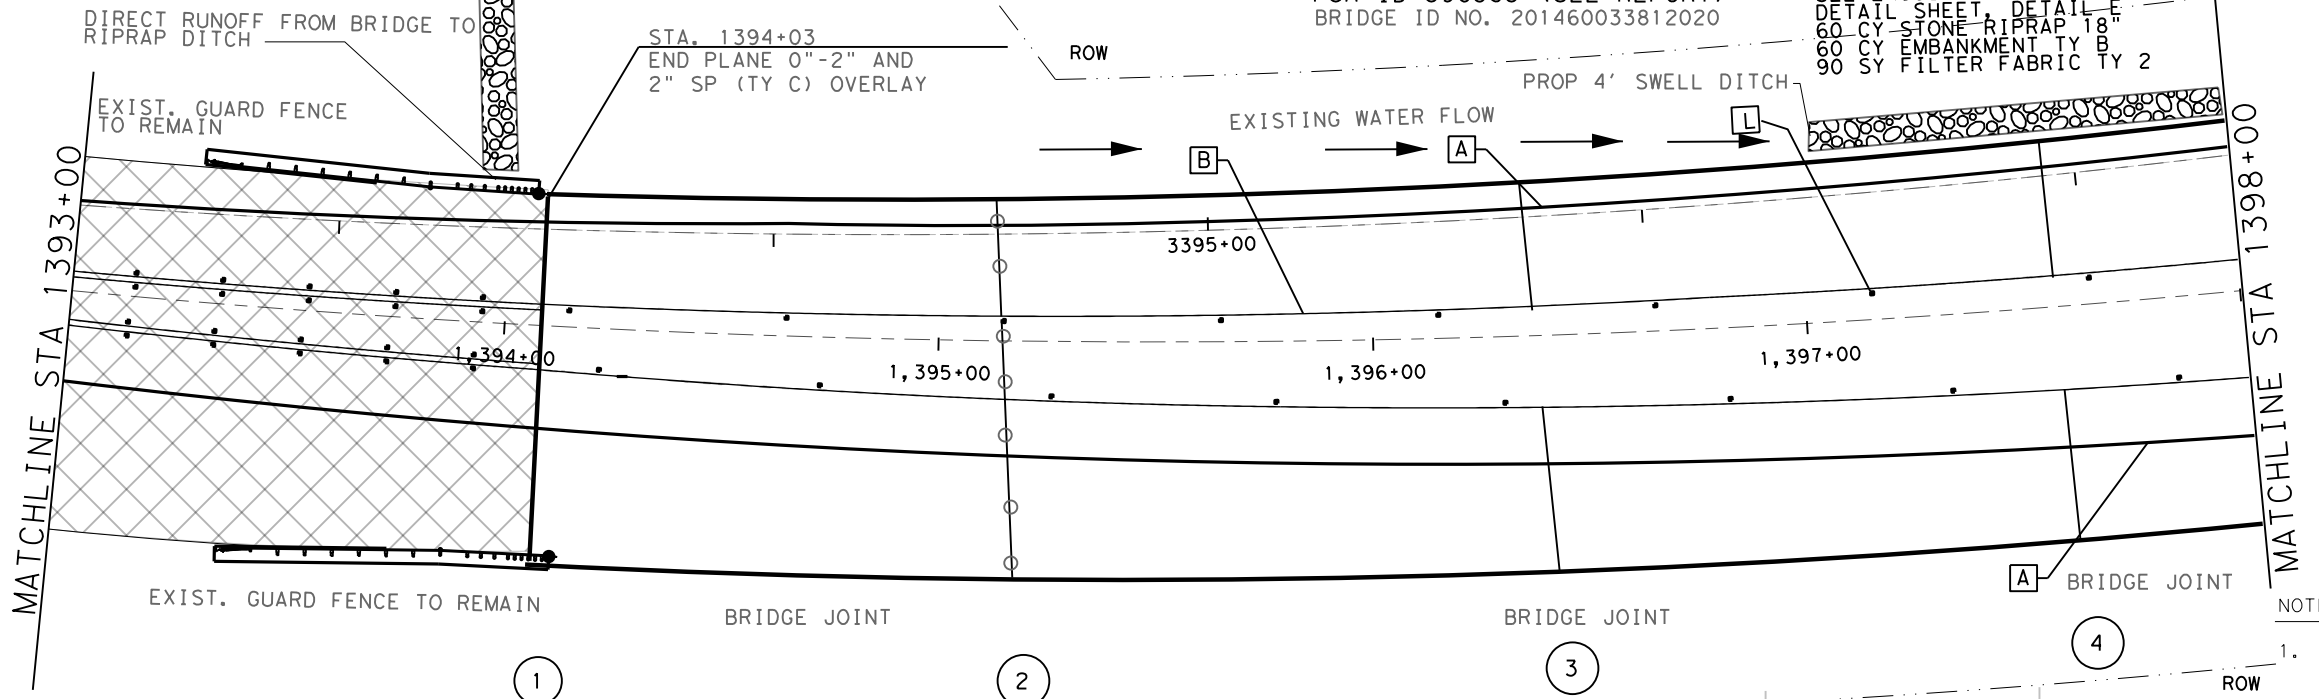 DIRECT RUNOFF FROM BRIDGE TO
RIPRAP DITCH
EXIST. GUARD FENCE
TO REMAIN
STA. 1394+03
END PLANE 0"-2" AND
2" SP (TY C) OVERLAY
ROW
BRIDGE ID NO. 201460033812020
DETAIL SHEET, DETAIL E
60 CY STONE RIPRAP 18"
60 CY EMBANKMENT TY B
90 SY FILTER FABRIC TY 2
PROP 4' SWELL DITCH
EXISTING WATER FLOW
B
A
L
MATCHLINE STA 1393+00
MATCHLINE STA 1398+00
3395+00
1,394+00
1,395+00
1,396+00
1,397+00
A
EXIST. GUARD FENCE TO REMAIN
BRIDGE JOINT
BRIDGE JOINT
BRIDGE JOINT
1
2
3
4
1.
ROW